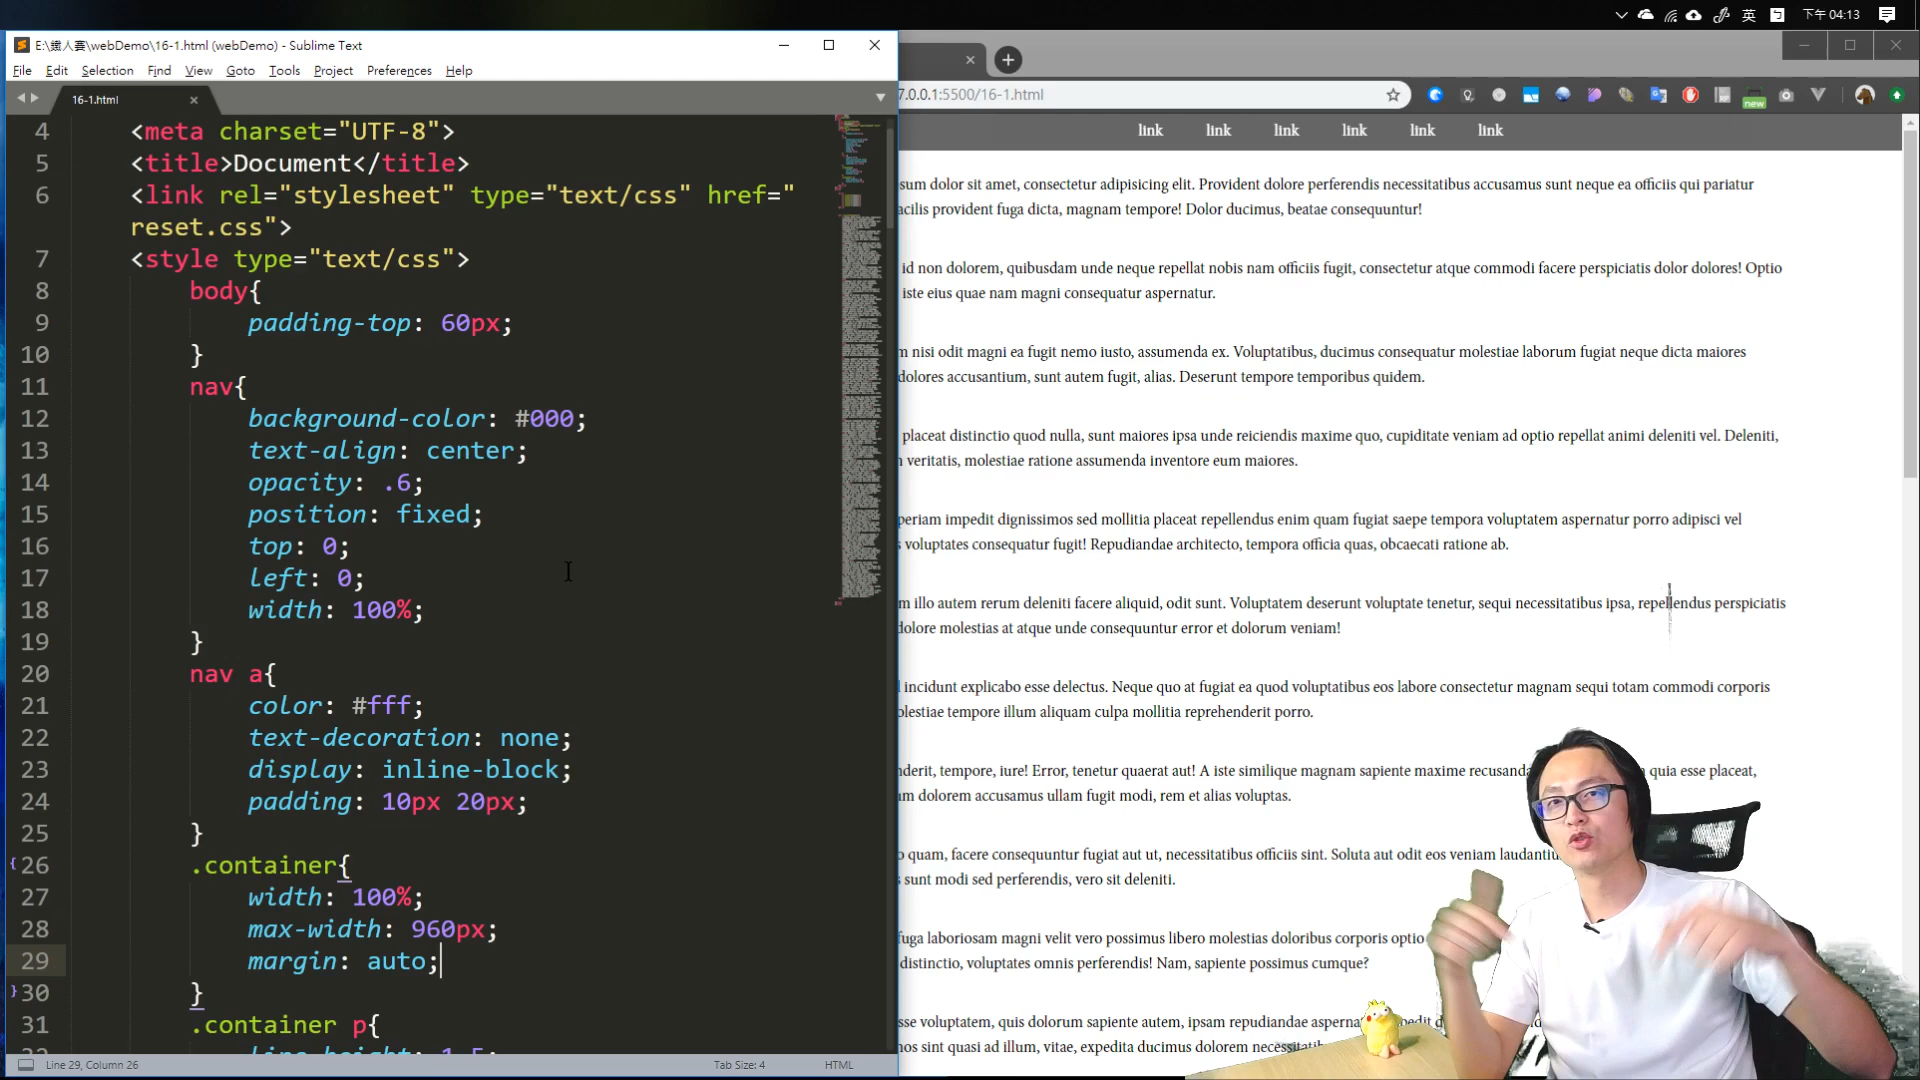 英 下午 04:13
E:\鐵人賽\webDemo\16-1.html (webDemo) - Sublime Text
File Edit Selection Find View Goto Tools Project Preferences Help
16-1.html
4 <meta charset="UTF-8">
5 <title>Document</title>
6 <link rel="stylesheet" type="text/css" href="
reset.css">
7 <style type="text/css">
8 body{
9 padding-top: 60px;
10 }
11 nav{
12 background-color: #000;
13 text-align: center;
14 opacity: .6;
15 position: fixed;
16 top: 0;
17 left: 0;
18 width: 100%;
19 }
20 nav a{
21 color: #fff;
22 text-decoration: none;
23 display: inline-block;
24 padding: 10px 20px;
25 }
26 .container{
27 width: 100%;
28 max-width: 960px;
29 margin: auto;
30 }
31 .container p{
Line 29, Column 26 Tab Size: 4 HTML
7.0.0.1:5500/16-1.html
new
link link link link link link
sum dolor sit amet, consectetur adipisicing elit. Provident dolore perferendis necessitatibus accusamus sunt neque ea officiis qui pariatur
acilis provident fuga dicta, magnam tempore! Dolor ducimus, beatae consequuntur!
id non dolorem, quibusdam unde neque repellat nobis nam officiis fugit, consectetur atque commodi facere perspiciatis dolor dolores! Optio
iste eius quae nam magni consequatur aspernatur.
n nisi odit magni ea fugit nemo iusto, assumenda ex. Voluptatibus, ducimus consequatur molestiae laborum fugiat neque dicta maiores
dolores accusantium, sunt autem fugit, alias. Deserunt tempore temporibus quidem.
placeat distinctio quod nulla, sunt maiores ipsa unde reiciendis maxime quo, cupiditate veniam ad optio repellat animi deleniti vel. Deleniti,
veritatis, molestiae ratione assumenda inventore eum maiores.
periam impedit dignissimos sed mollitia placeat repellendus enim quam fugiat saepe tempora voluptatem aspernatur porro adipisci vel
s voluptates consequatur fugit! Repudiandae architecto, tempora officia quas, obcaecati ratione ab.
m illo autem rerum deleniti facere aliquid, odit sunt. Voluptatem deserunt voluptate tenetur, sequi necessitatibus ipsa, repellendus perspiciatis
dolore molestias at atque unde consequuntur error et dolorum veniam!
incidunt explicabo esse delectus. Neque quo at fugiat ea quod voluptatibus eos labore consectetur magnam sequi totam commodi corporis
olestiae tempore illum aliquam culpa mollitia reprehenderit porro.
nderit, tempore, iure! Error, tenetur quaerat aut! A iste similique magnam sapiente maxime recusanda quia esse placeat,
um dolorem accusamus ullam fugit modi, rem et alias voluptas.
o quam, facere consequuntur fugiat aut ut, necessitatibus officiis sint. Soluta aut odit eos veniam laudantiu
s sunt modi sed perferendis, vero sit deleniti.
fuga laboriosam magni velit vero possimus libero molestias doloribus corporis optio
distinctio, voluptates omnis perferendis! Nam, sapiente possimus cumque?
sse voluptatem, quis dolorum sapiente autem, ipsam repudiandae asperna
nos sint quasi ad illum, vitae, expedita ducimus dolorem necessitatib